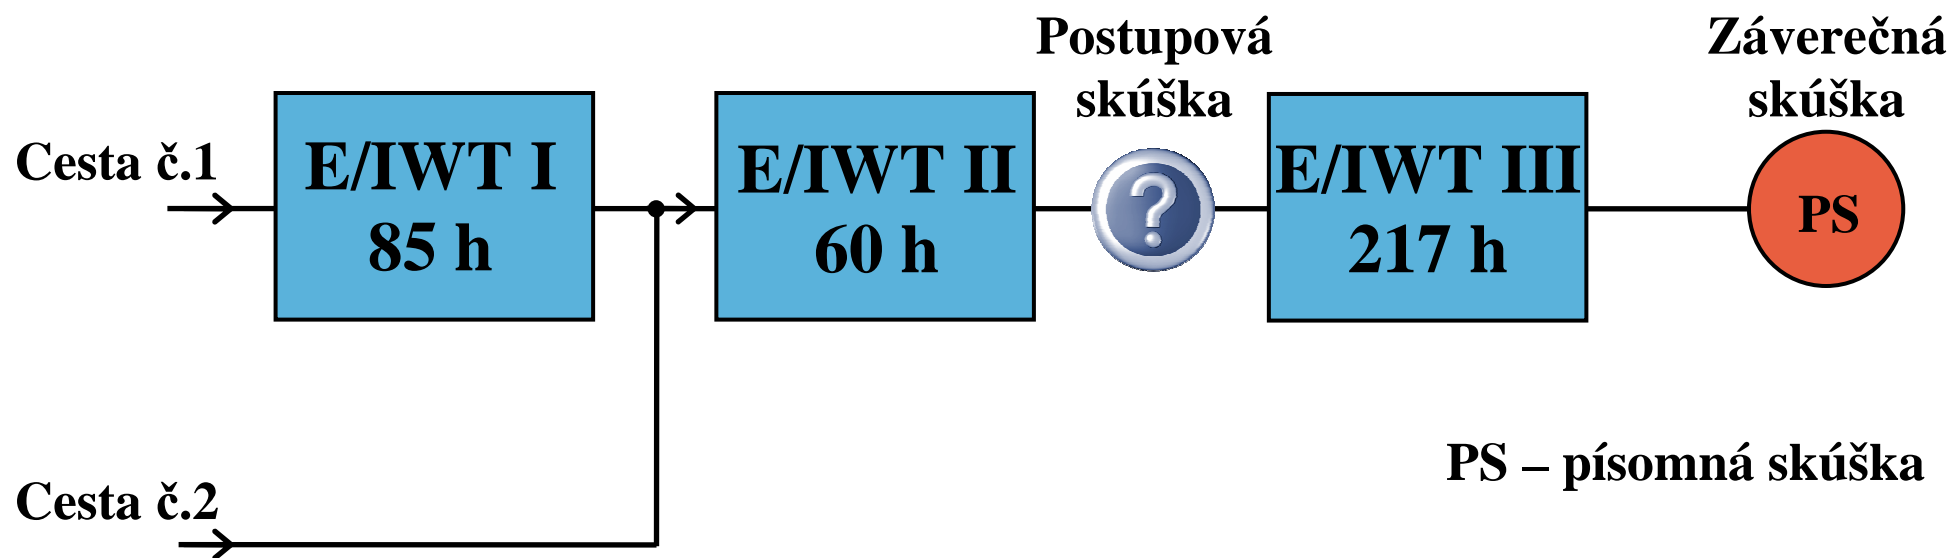 Postupová
skúška
Záverečná
skúška
Cesta č.1
E/IWT I
85 h
E/IWT II
60 h
?
E/IWT III
217 h
PS
PS – písomná skúška
Cesta č.2